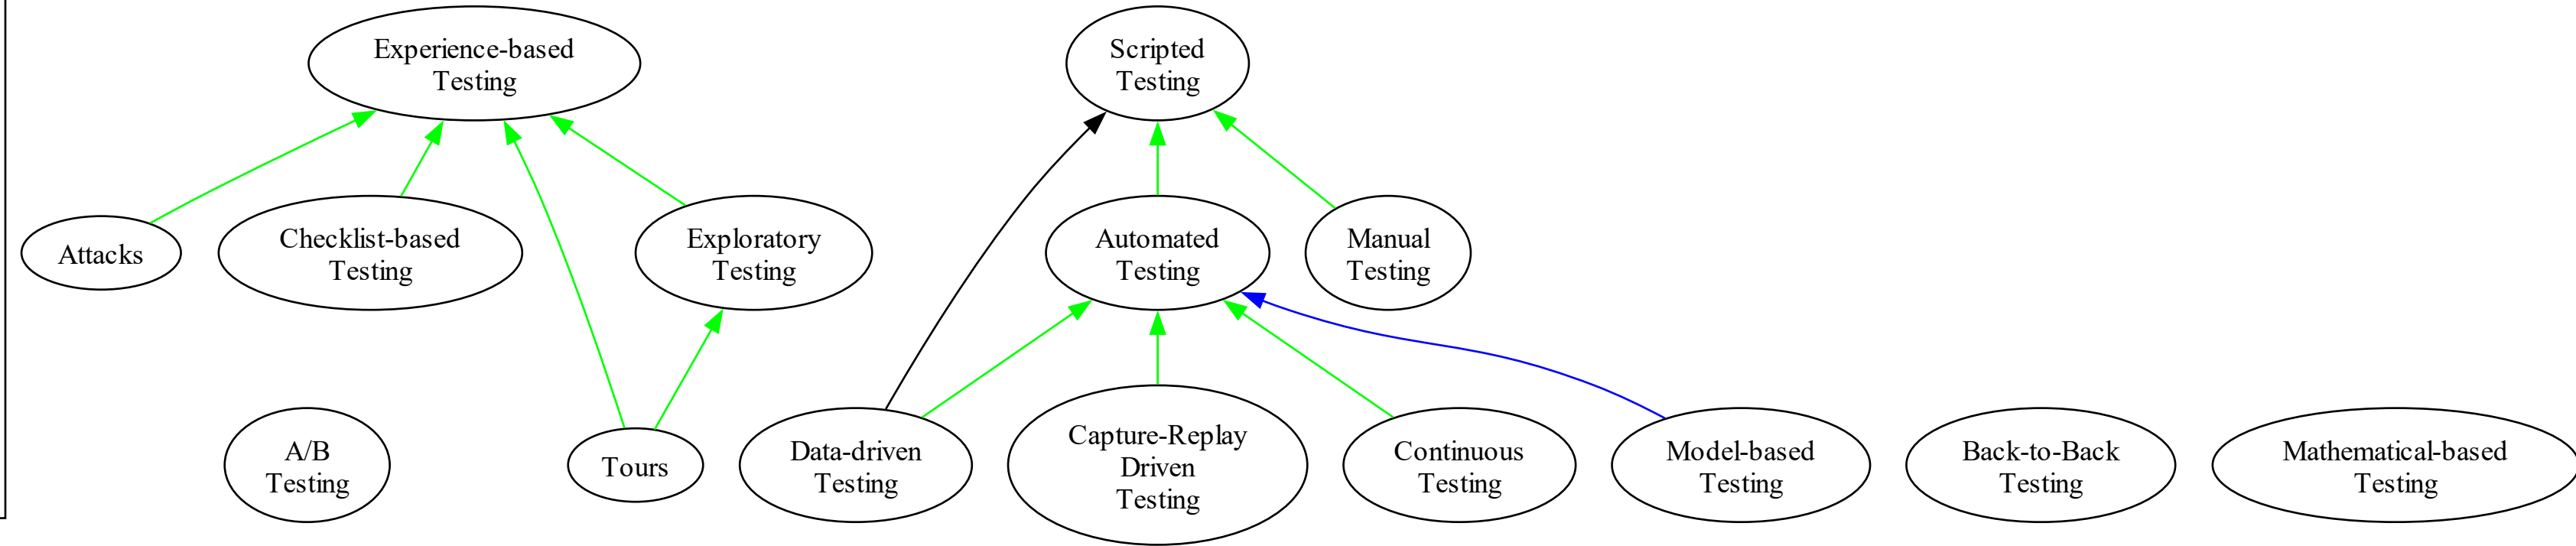 Experience-based
Testing
Scripted
Testing
Attacks
Checklist-based
Testing
Exploratory
Testing
Automated
Testing
Manual
Testing
A/B
Testing
Tours
Data-driven
Testing
Capture-Replay
Driven
Testing
Continuous
Testing
Model-based
Testing
Back-to-Back
Testing
Mathematical-based
Testing